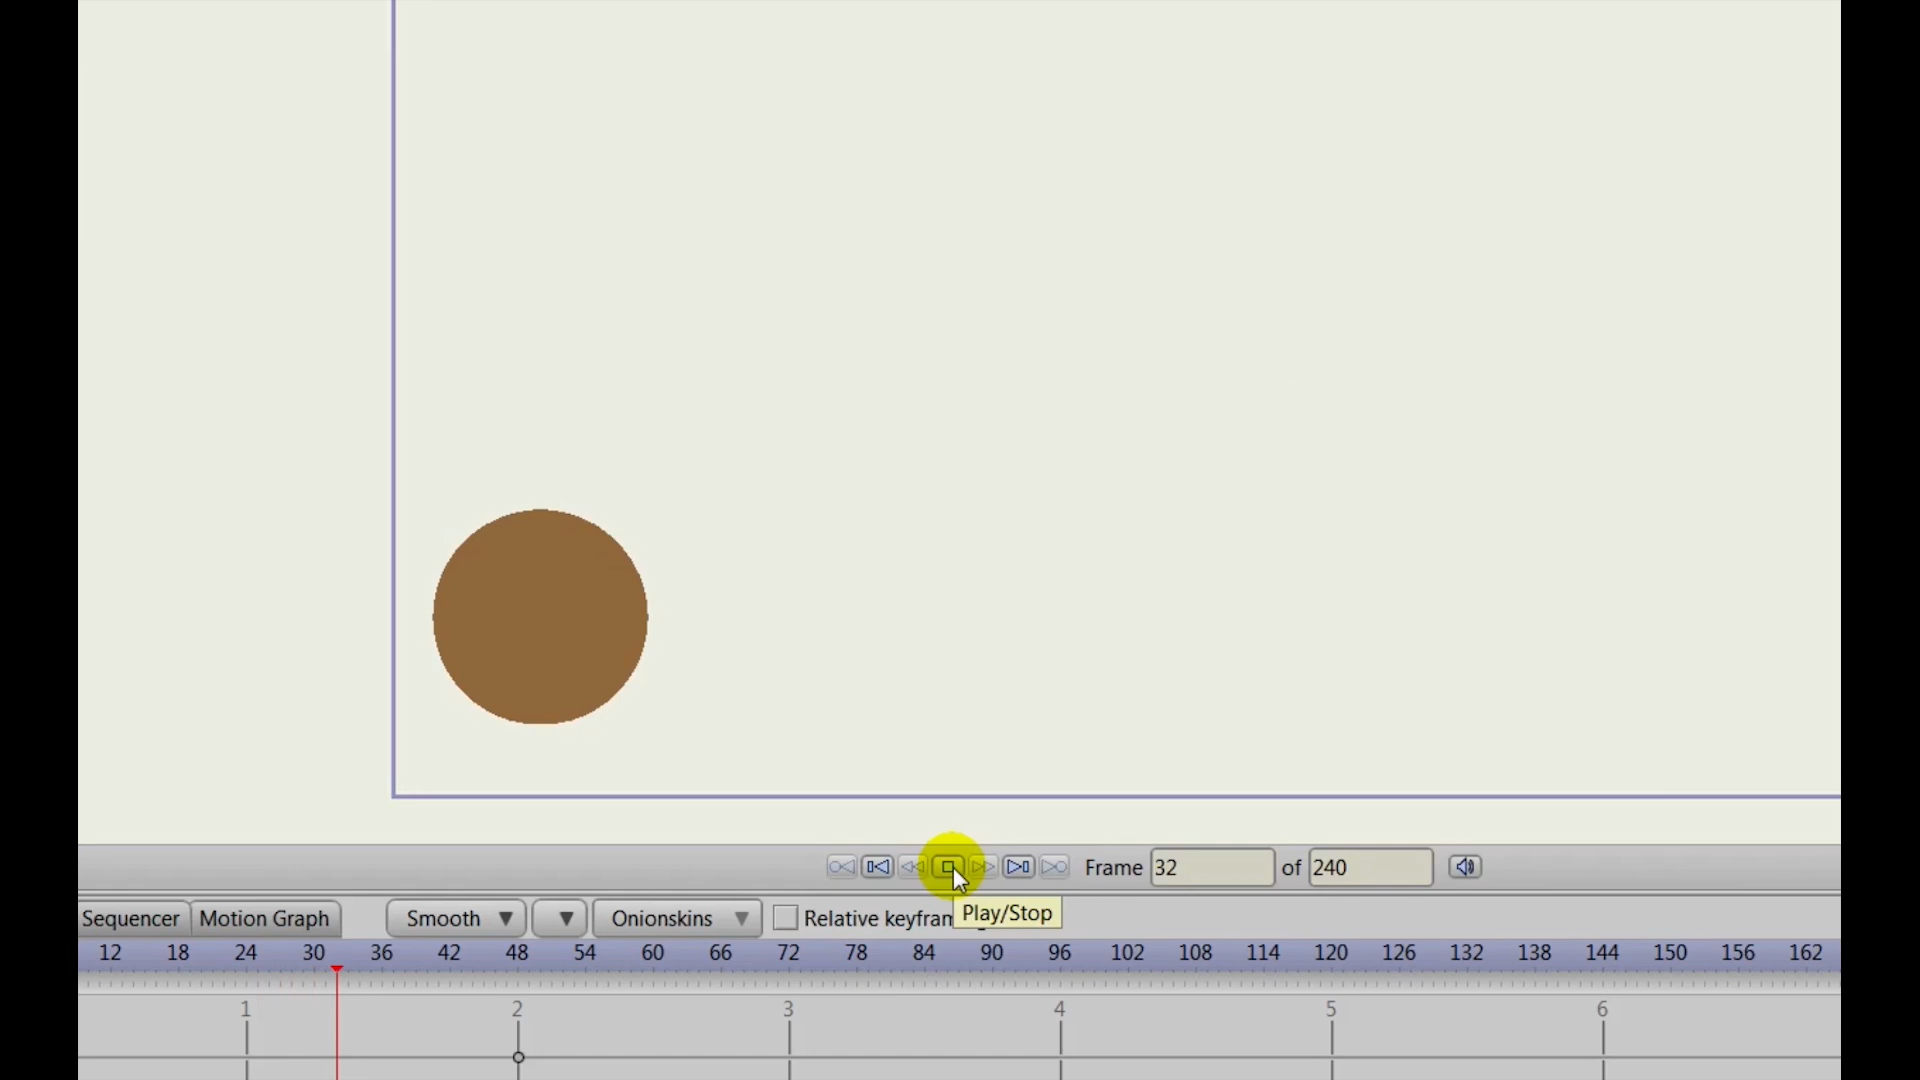 Frame 32 of 240
Sequencer Motion Graph Smooth Onionskins Relative keyfram
Play/Stop
12 18 24 30 36 42 48 54 60 66 72 78 84 90 96 102 108 114 120 126 132 138 144 150 156 162
1 2 3 4 5 6